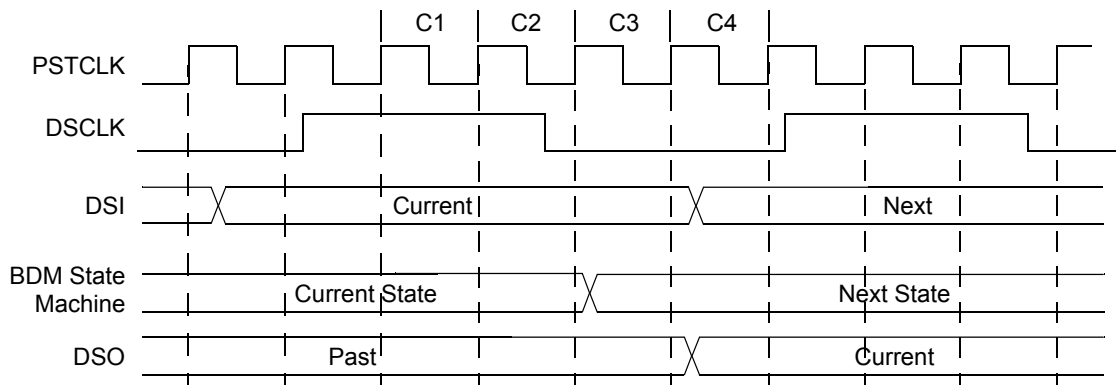 C1 C2 C3 C4
PSTCLK
DSCLK
DSI Current Next
BDM State
Machine Current State Next State
DSO Past Current